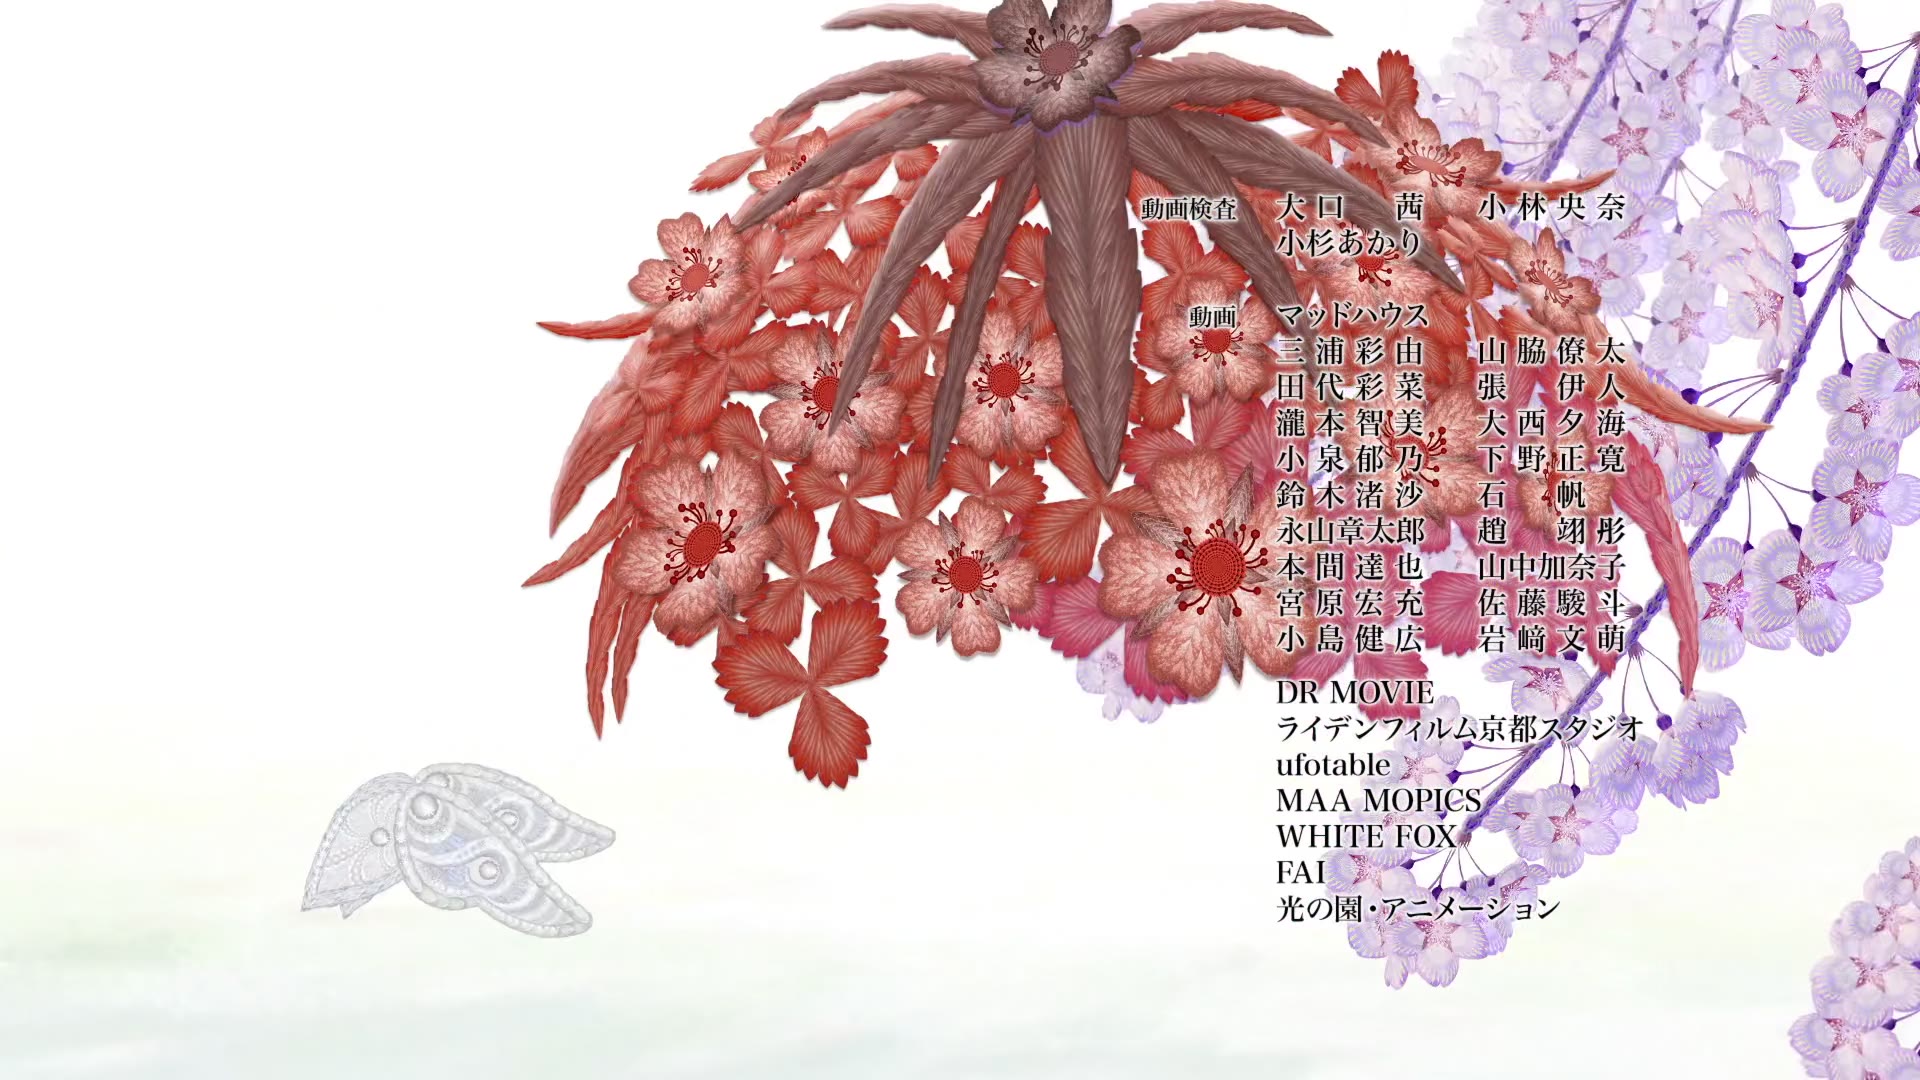 動画検査 大口 茜 小林央奈
小杉あかり
動画 マッドハウス
三浦彩由 山脇僚太
田代彩菜 張 伊人
瀧本智美 大西夕海
小泉郁乃 下野正寛
鈴木渚沙 石 帆
永山章太郎 趙 翊彤
本間達也 山中加奈子
宮原宏充 佐藤駿斗
小島健広 岩﨑文萌
DR MOVIE
ライデンフィルム京都スタジオ
ufotable
MAA MOPICS
WHITE FOX
FAI
光の園・アニメーション